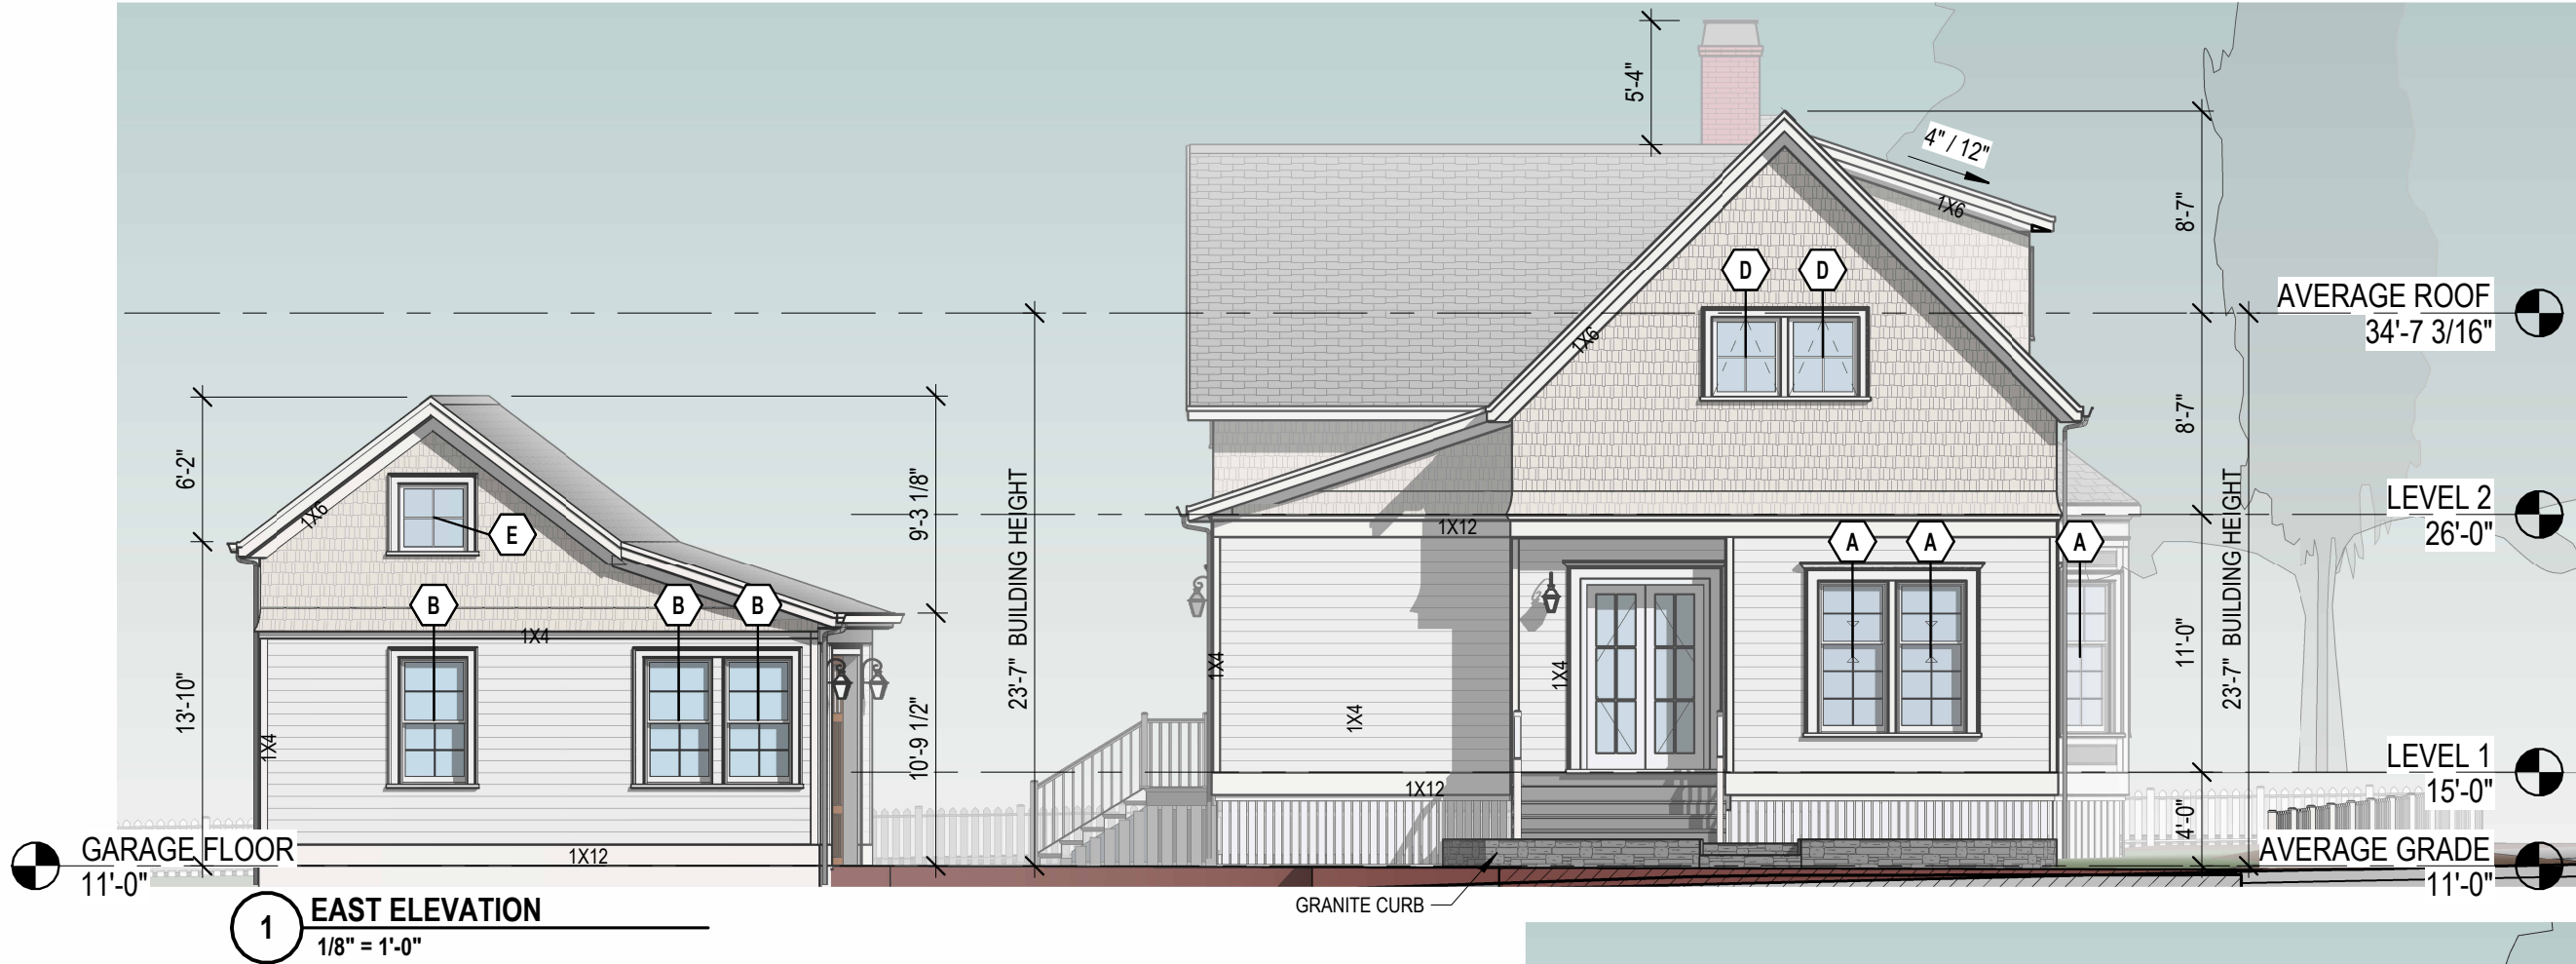 5'-4"
4" / 12"
1X6
8'-7"
D
D
AVERAGE ROOF
34'-7 3/16"
1X6
8'-7"
6'-2"
9'-3 1/8"
23'-7" BUILDING HEIGHT
1X6
E
LEVEL 2
26'-0"
1X12
A
A
A
B
B
B
1X4
11'-0"
23'-7" BUILDING HEIGHT
13'-10"
1X4
10'-9 1/2"
1X4
1X4
1X4
LEVEL 1
15'-0"
1X12
4'-0"
GARAGE FLOOR
11'-0"
1X12
AVERAGE GRADE
11'-0"
GRANITE CURB
1
EAST ELEVATION
1/8" = 1'-0"